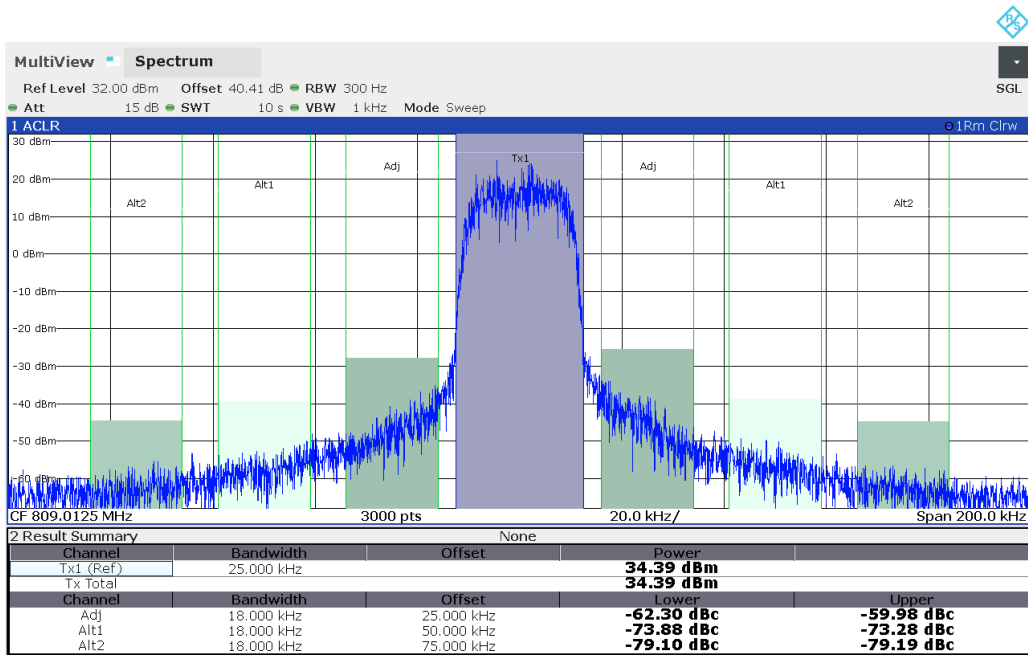 R&S
MultiView Spectrum
Ref Level 32.00 dBm Offset 40.41 dB RBW 300 Hz SGL
Att 15 dB SWT 10 s VBW 1 kHz Mode Sweep
1 ACLR 1Rm Clrw
30 dBm
Tx1
Adj Adj
20 dBm
Alt1 Alt1
Alt2 Alt2
10 dBm
0 dBm
-10 dBm
-20 dBm
-30 dBm
-40 dBm
-50 dBm
-60 dBm
CF 809.0125 MHz 3000 pts 20.0 kHz/ Span 200.0 kHz
2 Result Summary None
Channel Bandwidth Offset Power
Tx1 (Ref) 25.000 kHz 34.39 dBm
Tx Total 34.39 dBm
Channel Bandwidth Offset Lower Upper
Adj 18.000 kHz 25.000 kHz -62.30 dBc -59.98 dBc
Alt1 18.000 kHz 50.000 kHz -73.88 dBc -73.28 dBc
Alt2 18.000 kHz 75.000 kHz -79.10 dBc -79.19 dBc